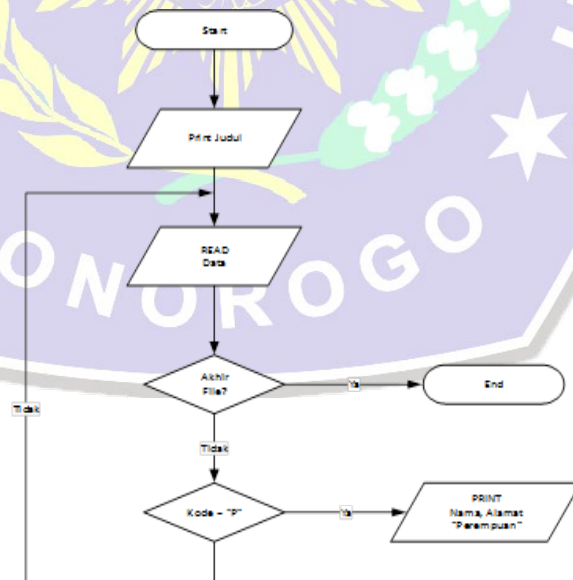 Start
Print Judul
READ
Data
ONOROGO
Akhir
File?
Ya
End
Tidak
Tidak
Kode = "P"
Ya
PRINT
Nama, Alamat
"Perempuan"